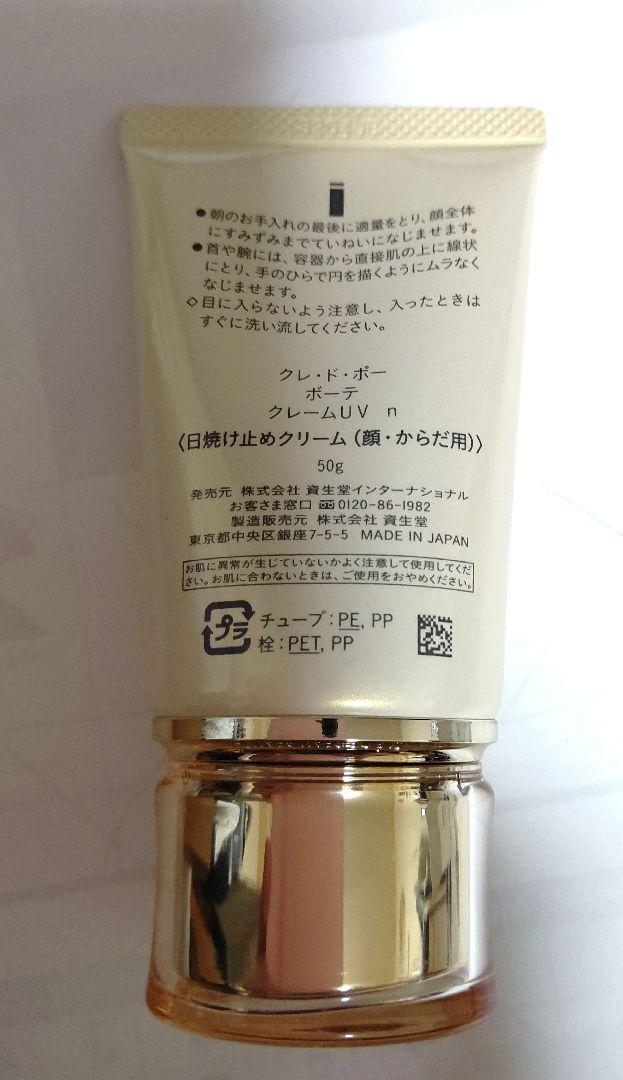 ●朝のお手入れの最後に適量をとり、顔全体
にすみずみまでていねいになじませます。
●首や腕には、容器から直接肌の上に線状
にとり、手のひらで円を描くようにムラなく
なじませます。
◇目に入らないよう注意し、入ったときは
すぐに洗い流してください。
クレ・ド・ポー
ボーテ
クレームUV n
〈日焼け止めクリーム（顔・からだ用）〉
50g
発売元 株式会社 資生堂インターナショナル
お客さま窓口 0120-86-1982
製造販売元 株式会社 資生堂
東京都中央区銀座7-5-5 MADE IN JAPAN
お肌に異常が生じていないかよく注意して使用してくだ
さい。お肌に合わないときは、ご使用をおやめください。
プラ
チューブ：PE, PP
栓：PET, PP